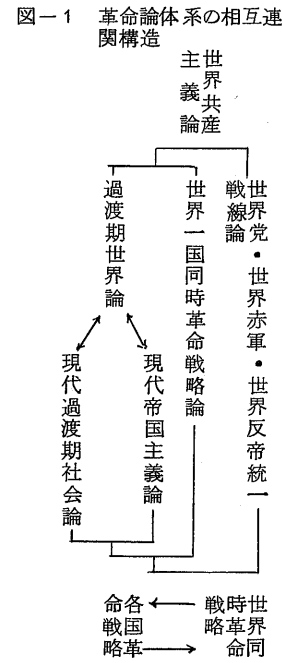 図－1　革命論体系の相互連
関構造
世界共産
主義論
世界党・世界赤軍・世界反帝統一
戦線論
世界一国同時革命戦略論
過渡期世界論
現代帝国主義論
現代過渡期社会論
世界同
時革命
戦略
各国革
命戦略